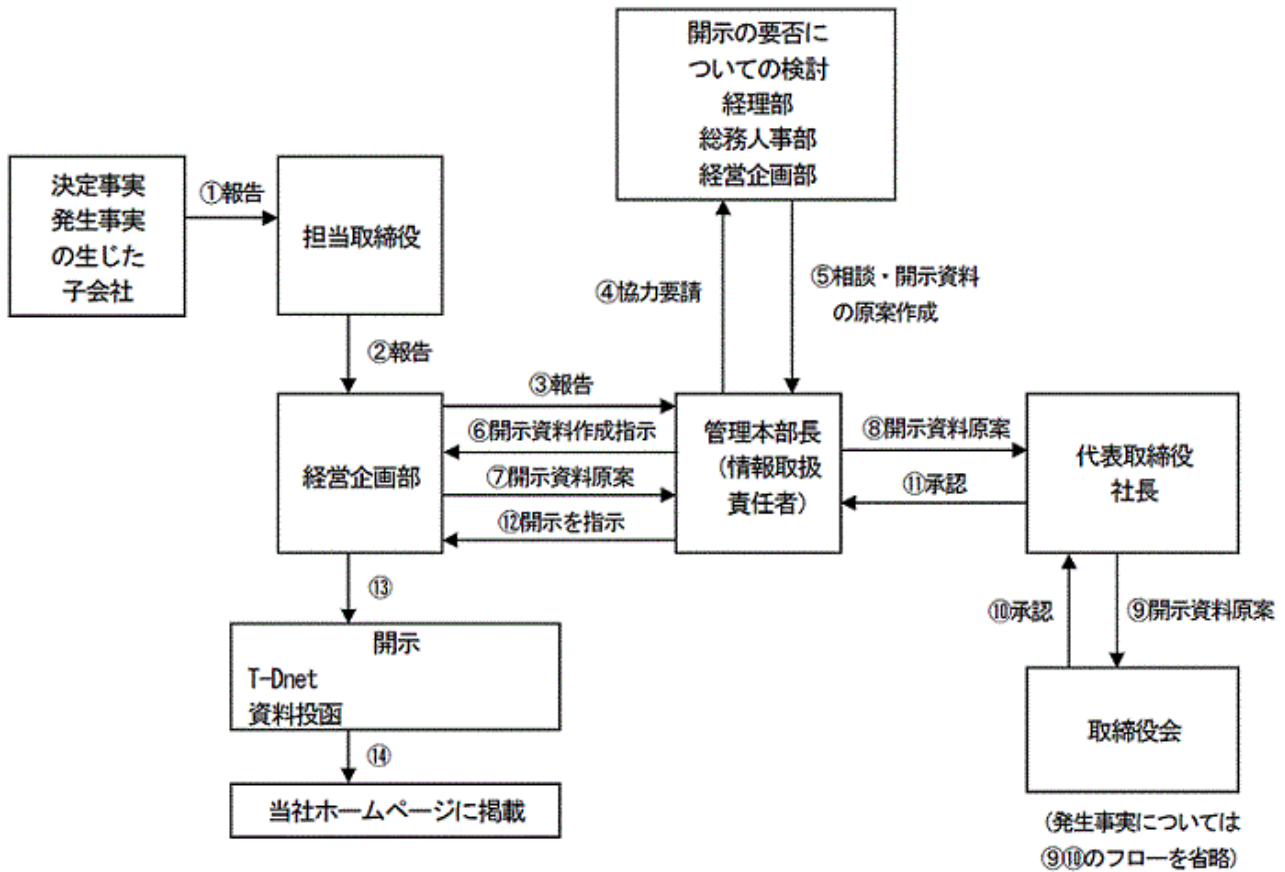 開示の要否に
ついての検討
経理部
総務人事部
経営企画部
決定事実
発生事実
の生じた
子会社
①報告
担当取締役
②報告
④協力要請
⑤相談・開示資料
の原案作成
経営企画部
③報告
⑥開示資料作成指示
⑦開示資料原案
⑫開示を指示
管理本部長
（情報取扱
責任者）
⑧開示資料原案
⑪承認
代表取締役
社長
⑩承認
⑨開示資料原案
取締役会
（発生事実については
⑨⑩のフローを省略）
⑬
開示
T-Dnet
資料投函
⑭
当社ホームページに掲載